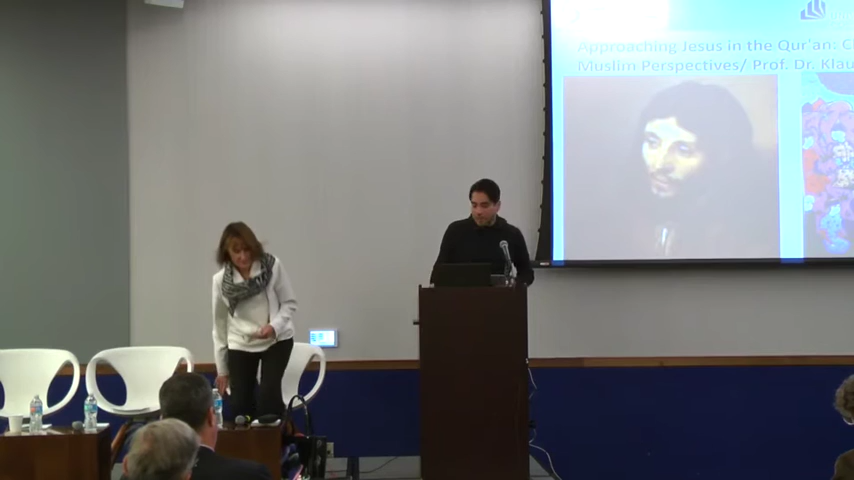 Approaching Jesus in the Qur'an: C
Muslim Perspectives/ Prof. Dr. Klau